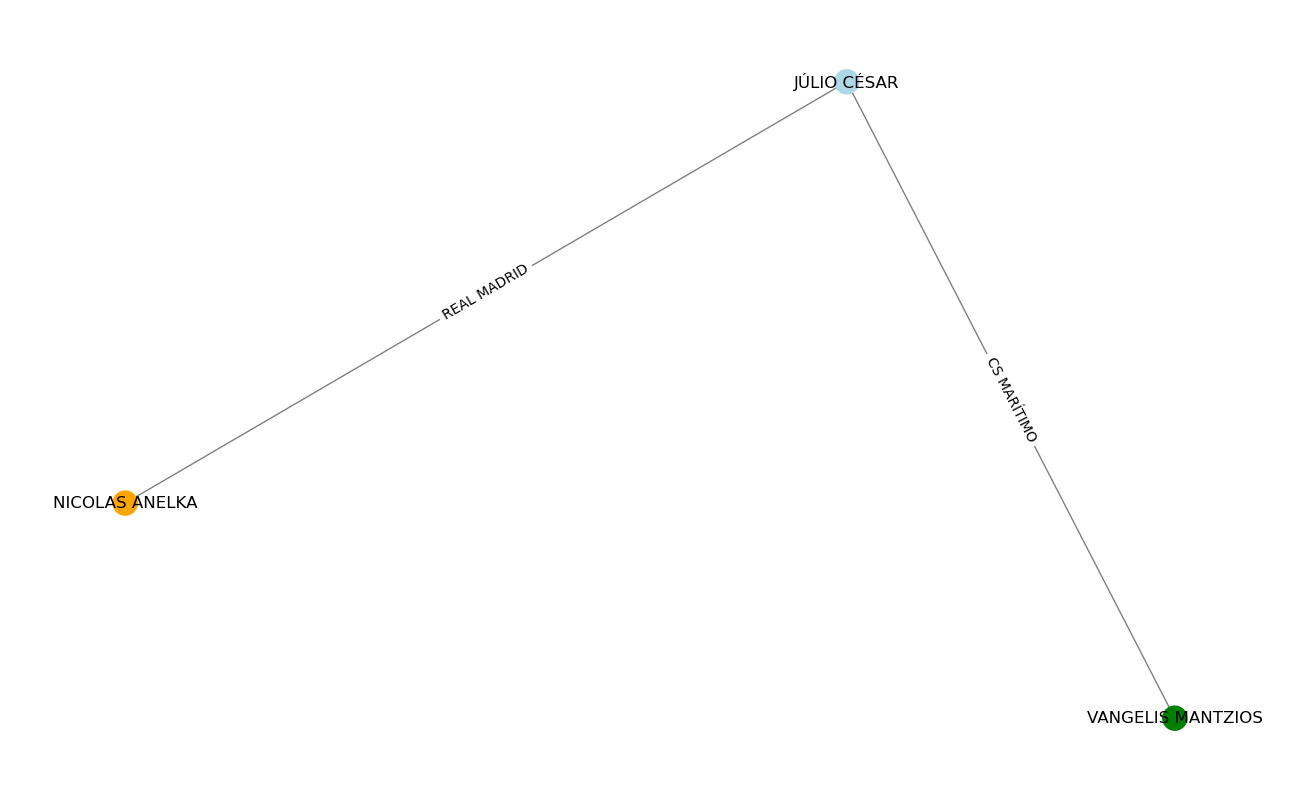 JÚLIO CÉSAR
REAL MADRID
CS MARÍTIMO
NICOLAS ANELKA
VANGELIS MANTZIOS